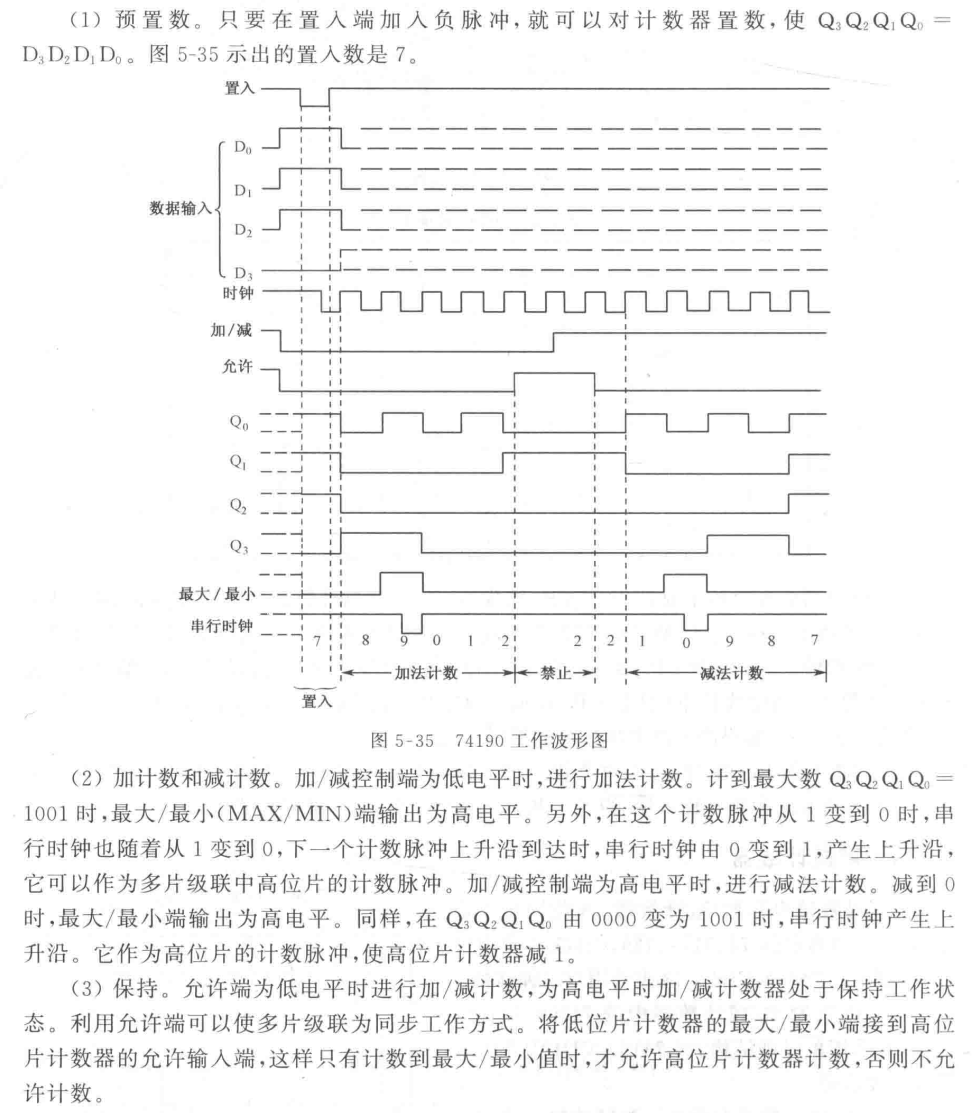 (1) 预置数。只要在置入端加入负脉冲,就可以对计数器置数,使 Q₃Q₂Q₁Q₀ =
D₃D₂D₁D₀。图 5-35 示出的置入数是 7。
置入
D₀
D₁
数据输入
D₂
D₃
时钟
加/减
允许
Q₀
Q₁
Q₂
Q₃
最大/最小
串行时钟
7 8 9 0 1 2 2 2 1 0 9 8 7
加法计数 禁止 减法计数
置入
图 5-35 74190 工作波形图
(2) 加计数和减计数。加/减控制端为低电平时,进行加法计数。计到最大数 Q₃Q₂Q₁Q₀ =
1001 时,最大/最小(MAX/MIN)端输出为高电平。另外,在这个计数脉冲从 1 变到 0 时,串
行时钟也随着从 1 变到 0,下一个计数脉冲上升沿到达时,串行时钟由 0 变到 1,产生上升沿,
它可以作为多片级联中高位片的计数脉冲。加/减控制端为高电平时,进行减法计数。减到 0
时,最大/最小端输出为高电平。同样,在 Q₃Q₂Q₁Q₀ 由 0000 变为 1001 时,串行时钟产生上
升沿。它作为高位片的计数脉冲,使高位片计数器减 1。
(3) 保持。允许端为低电平时进行加/减计数,为高电平时加/减计数器处于保持工作状
态。利用允许端可以使多片级联为同步工作方式。将低位片计数器的最大/最小端接到高位
片计数器的允许输入端,这样只有计数到最大/最小值时,才允许高位片计数器计数,否则不允
许计数。